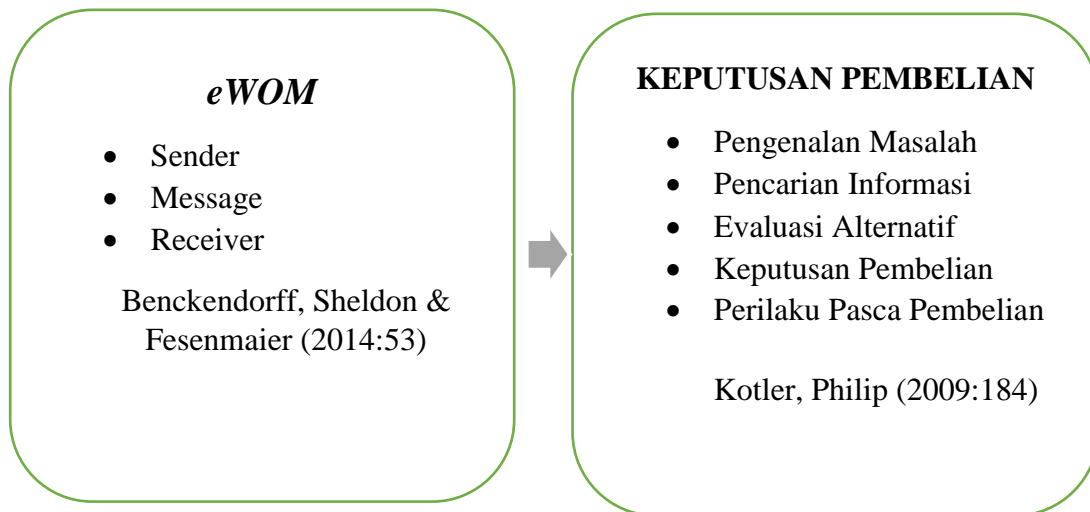 eWOM
• Sender
• Message
• Receiver
Benckendorff, Sheldon &
Fesenmaier (2014:53)
KEPUTUSAN PEMBELIAN
• Pengenalan Masalah
• Pencarian Informasi
• Evaluasi Alternatif
• Keputusan Pembelian
• Perilaku Pasca Pembelian
Kotler, Philip (2009:184)